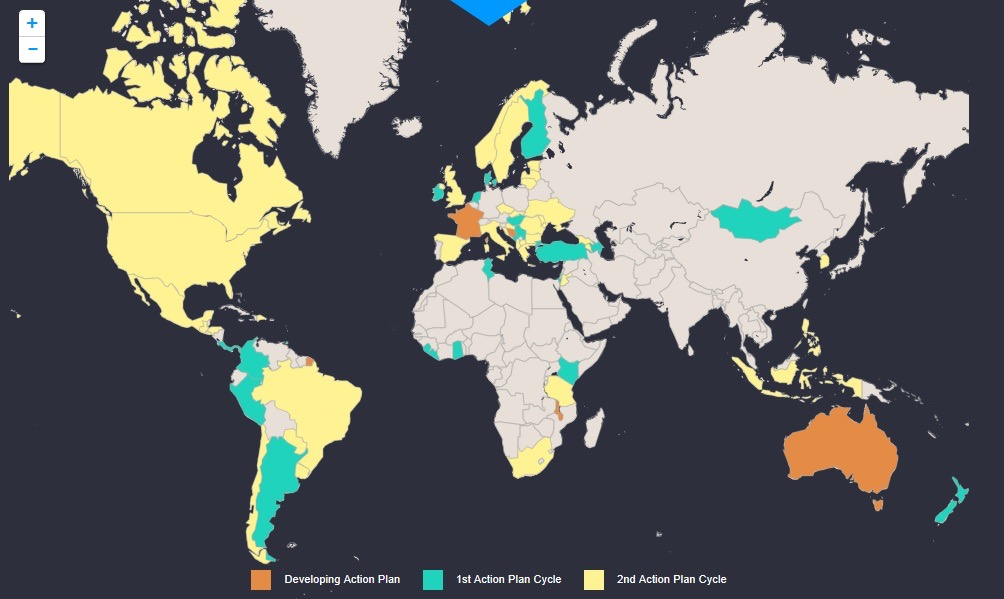 +
−
Developing Action Plan
1st Action Plan Cycle
2nd Action Plan Cycle